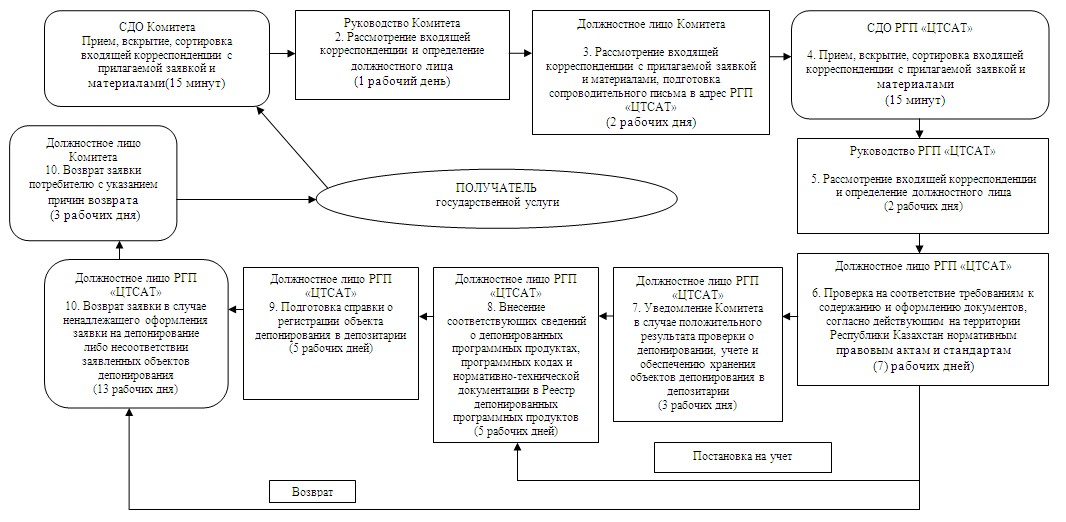 СДО Комитета
Прием, вскрытие, сортировка
входящей корреспонденции с
прилагаемой заявкой и
материалами(15 минут)
Руководство Комитета
2. Рассмотрение входящей
корреспонденции и определение
должностного лица
(1 рабочий день)
Должностное лицо Комитета
3. Рассмотрение входящей
корреспонденции с прилагаемой заявкой
и материалами, подготовка
сопроводительного письма в адрес РГП
«ЦТСАТ»
(2 рабочих дня)
СДО РГП «ЦТСАТ»
4. Прием, вскрытие, сортировка входящей
корреспонденции с прилагаемой заявкой и
материалами
(15 минут)
Руководство РГП «ЦТСАТ»
5. Рассмотрение входящей корреспонденции
и определение должностного лица
(2 рабочих дня)
Должностное лицо
Комитета
10. Возврат заявки
потребителю с указанием
причин возврата
(3 рабочих дня)
ПОЛУЧАТЕЛЬ
государственной услуги
Должностное лицо РГП «ЦТСАТ»
6. Проверка на соответствие требованиям к
содержанию и оформлению документов,
согласно действующим на территории
Республики Казахстан нормативным
правовым актам и стандартам
(7) рабочих дней)
Должностное лицо РГП
«ЦТСАТ»
7. Уведомление Комитета
в случае положительного
результата проверки о
депонировании, учете и
обеспечению хранения
объектов депонирования в
депозитарии
(3 рабочих дня)
Должностное лицо РГП
«ЦТСАТ»
8. Внесение
соответствующих сведений
о депонированных
программных продуктах,
программных кодах и
нормативно-технической
документации в Реестр
депонированных
программных продуктов
(5 рабочих дней)
Должностное лицо РГП
«ЦТСАТ»
9. Подготовка справки о
регистрации объекта
депонирования в депозитарии
(5 рабочих дней)
Должностное лицо РГП
«ЦТСАТ»
10. Возврат заявки в случае
ненадлежащего оформления
заявки на депонирование
либо несоответствии
заявленных объектов
депонирования
(13 рабочих дня)
Постановка на учет
Возврат